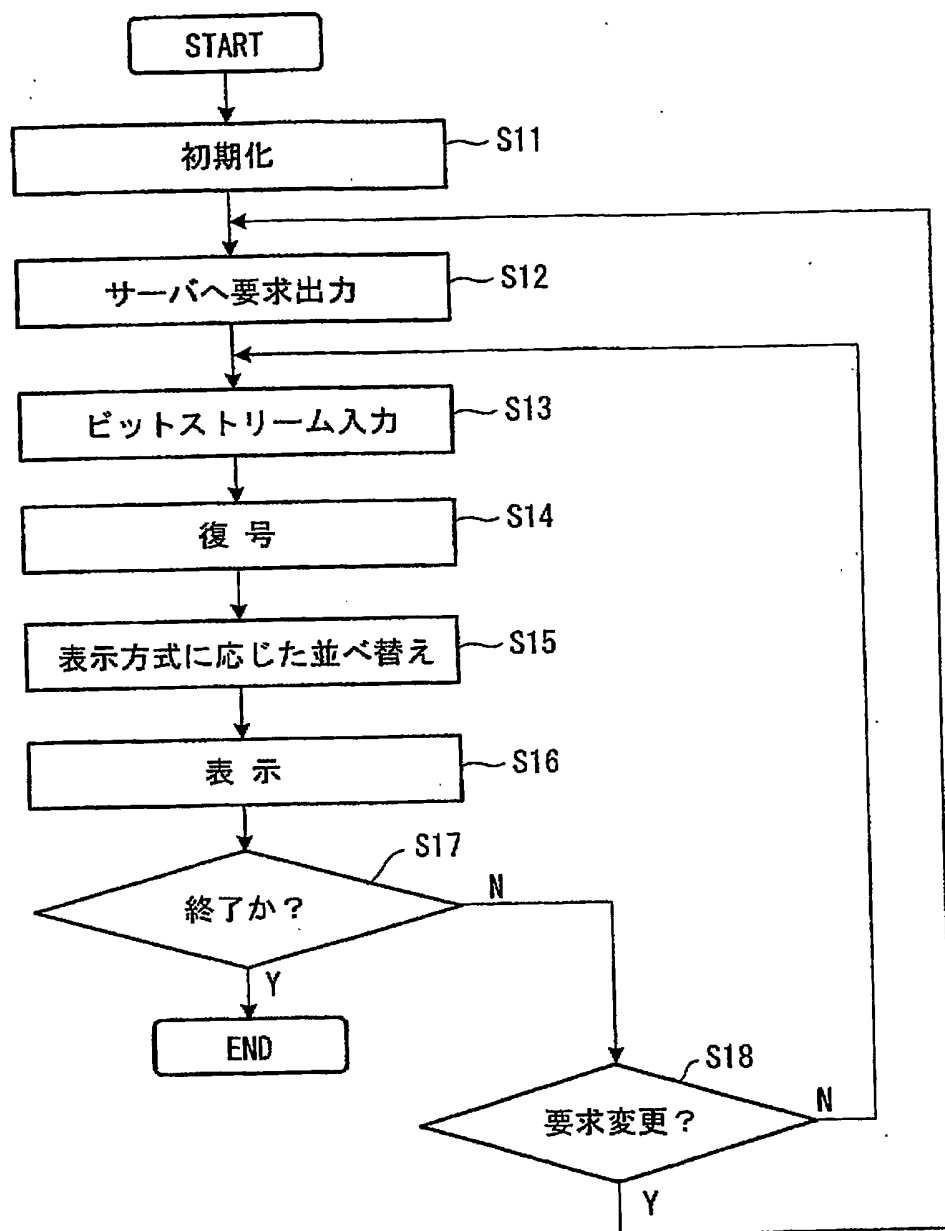 START
初期化
S11
サーバへ要求出力
S12
ビットストリーム入力
S13
復 号
S14
表示方式に応じた並べ替え
S15
表 示
S16
S17
終了か?
N
Y
END
S18
要求変更?
N
Y